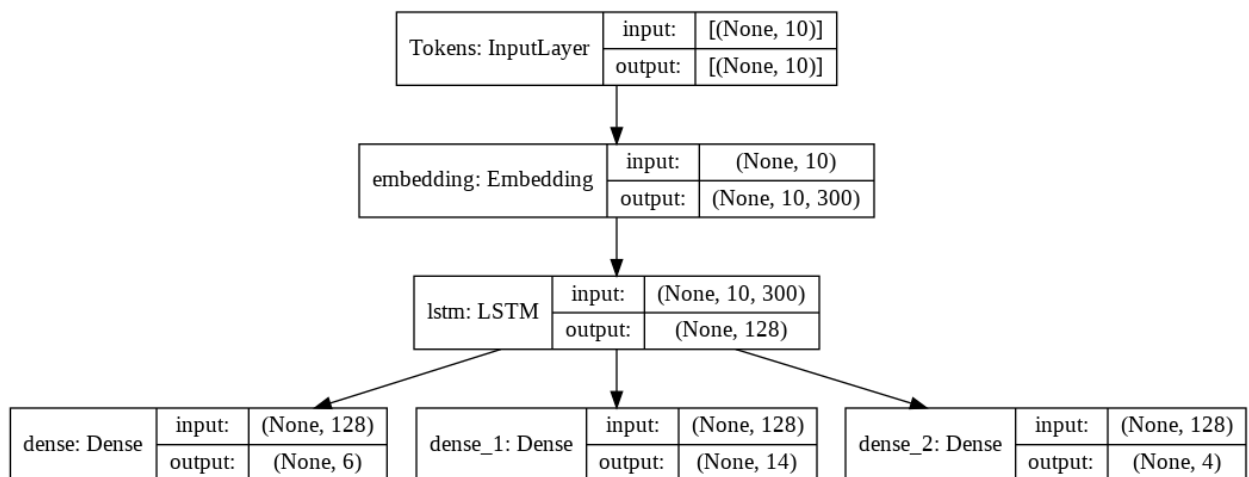 Tokens: InputLayer
input: [(None, 10)]
output: [(None, 10)]
embedding: Embedding
input: (None, 10)
output: (None, 10, 300)
lstm: LSTM
input: (None, 10, 300)
output: (None, 128)
dense: Dense
input: (None, 128)
output: (None, 6)
dense_1: Dense
input: (None, 128)
output: (None, 14)
dense_2: Dense
input: (None, 128)
output: (None, 4)